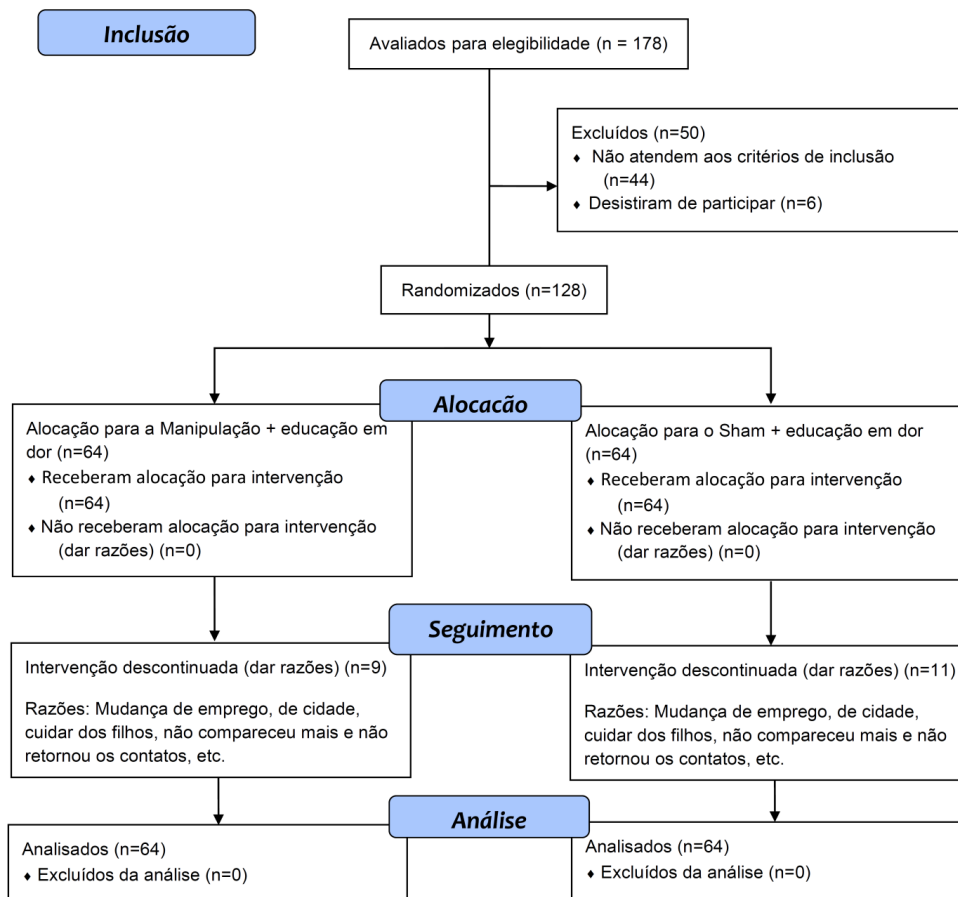 Inclusão
Avaliados para elegibilidade (n = 178)
Excluídos (n=50)
♦ Não atendem aos critérios de inclusão
(n=44)
♦ Desistiram de participar (n=6)
Randomizados (n=128)
Alocacão
Alocação para a Manipulação + educação em
dor (n=64)
♦ Receberam alocação para intervenção
(n=64)
♦ Não receberam alocação para intervenção
(dar razões) (n=0)
Alocação para o Sham + educação em dor
(n=64)
♦ Receberam alocação para intervenção
(n=64)
♦ Não receberam alocação para intervenção
(dar razões) (n=0)
Seguimento
Intervenção descontinuada (dar razões) (n=9)
Razões: Mudança de emprego, de cidade,
cuidar dos filhos, não compareceu mais e não
retornou os contatos, etc.
Intervenção descontinuada (dar razões) (n=11)
Razões: Mudança de emprego, de cidade,
cuidar dos filhos, não compareceu mais e não
retornou os contatos, etc.
Análise
Analisados (n=64)
♦ Excluídos da análise (n=0)
Analisados (n=64)
♦ Excluídos da análise (n=0)